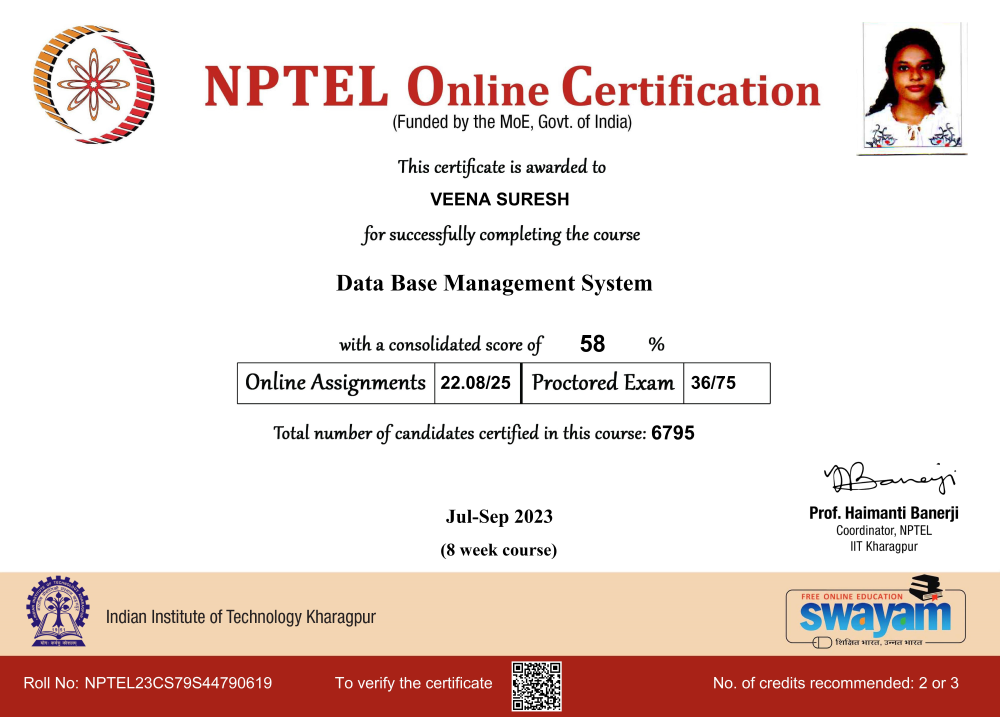 NPTEL Online Certification
(Funded by the MoE, Govt. of India)
This certificate is awarded to
VEENA SURESH
for successfully completing the course
Data Base Management System
with a consolidated score of 58 %
Online Assignments 22.08/25 Proctored Exam 36/75
Total number of candidates certified in this course: 6795
Jul-Sep 2023
(8 week course)
Prof. Haimanti Banerji
Coordinator, NPTEL
IIT Kharagpur
Indian Institute of Technology Kharagpur
FREE ONLINE EDUCATION
swayam
शिक्षित भारत, उन्नत भारत
Roll No: NPTEL23CS79S44790619 To verify the certificate No. of credits recommended: 2 or 3